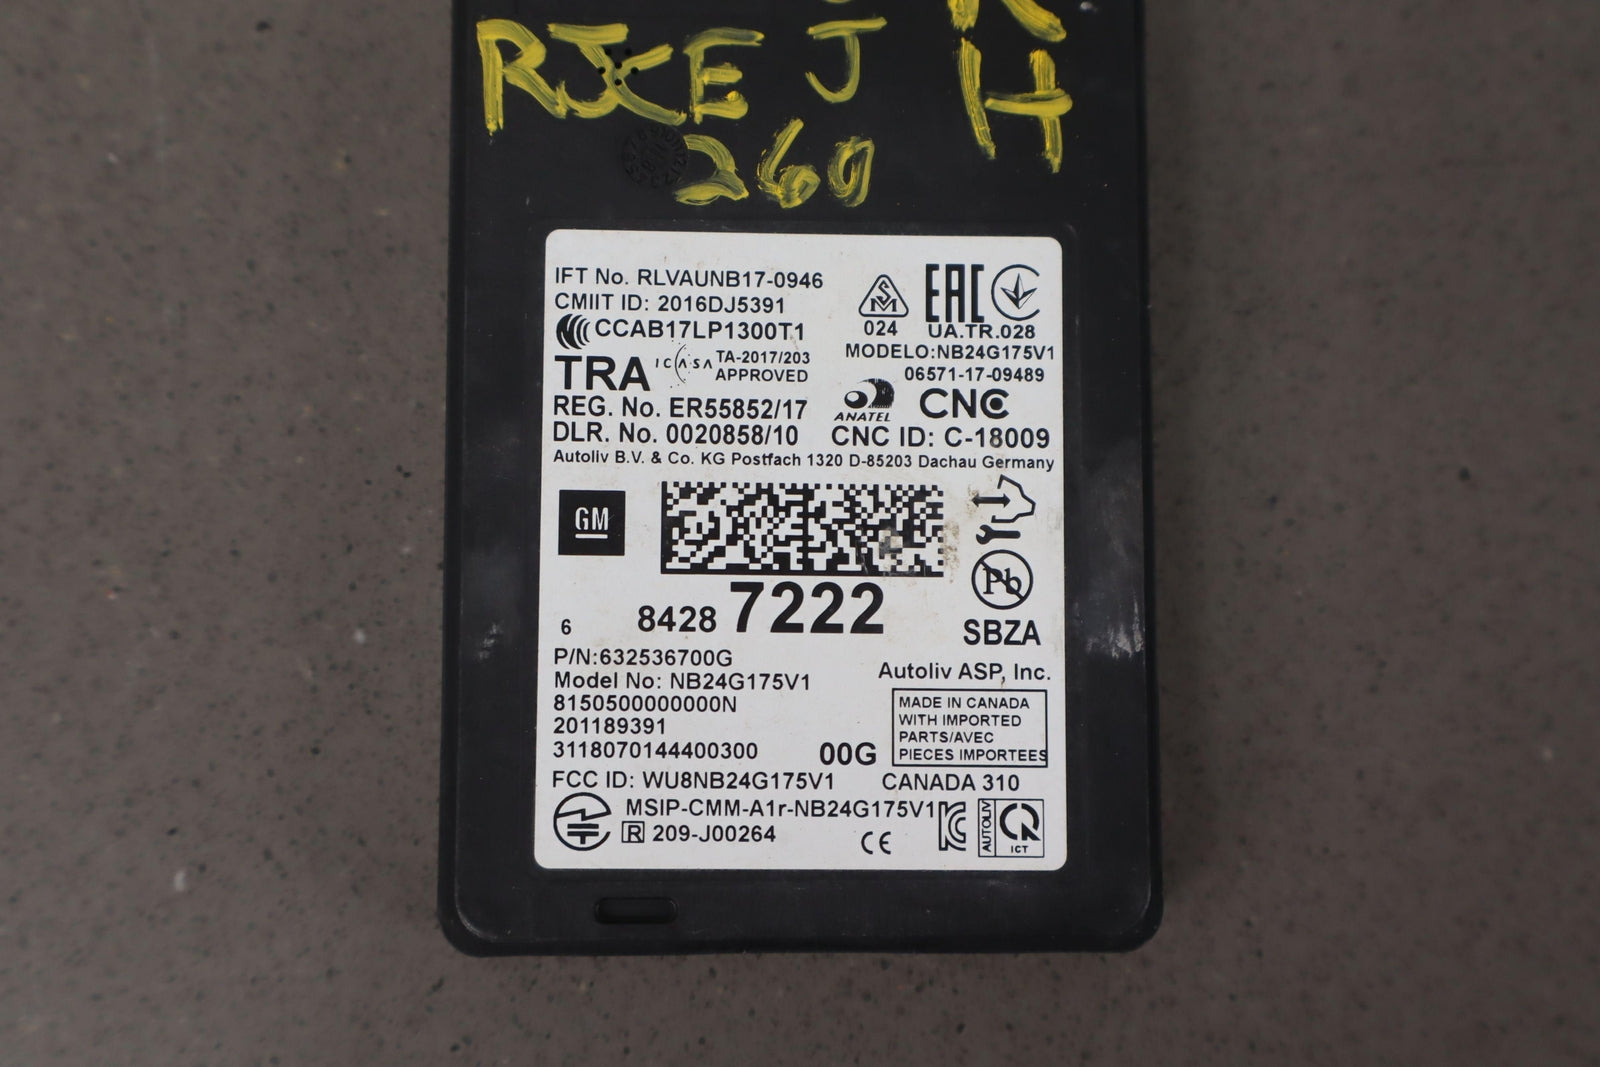 RJCE J
H
260
IFT No. RLVAUNB17-0946
CMIIT ID: 2016DJ5391
CCAB17LP1300T1
TRA
ICASA TA-2017/203
APPROVED
REG. No. ER55852/17
DLR. No. 0020858/10
024
EAC
UA.TR.028
MODELO:NB24G175V1
06571-17-09489
ANATEL
CNC
CNC ID: C-18009
Autoliv B.V. & Co. KG Postfach 1320 D-85203 Dachau Germany
GM
Pb
6 8428 7222
SBZA
P/N:632536700G
Model No: NB24G175V1
8150500000000N
201189391
3118070144400300
00G
Autoliv ASP, Inc.
MADE IN CANADA
WITH IMPORTED
PARTS/AVEC
PIECES IMPORTEES
FCC ID: WU8NB24G175V1
CANADA 310
MSIP-CMM-A1r-NB24G175V1
R 209-J00264
CE
AUTOLIV
ICT